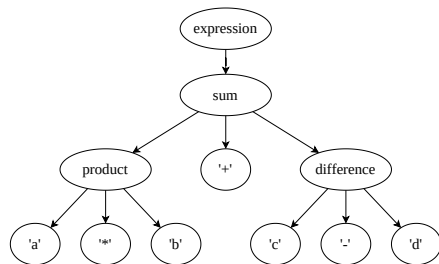 expression
sum
product '+' difference
'a' '*' 'b' 'c' '-' 'd'